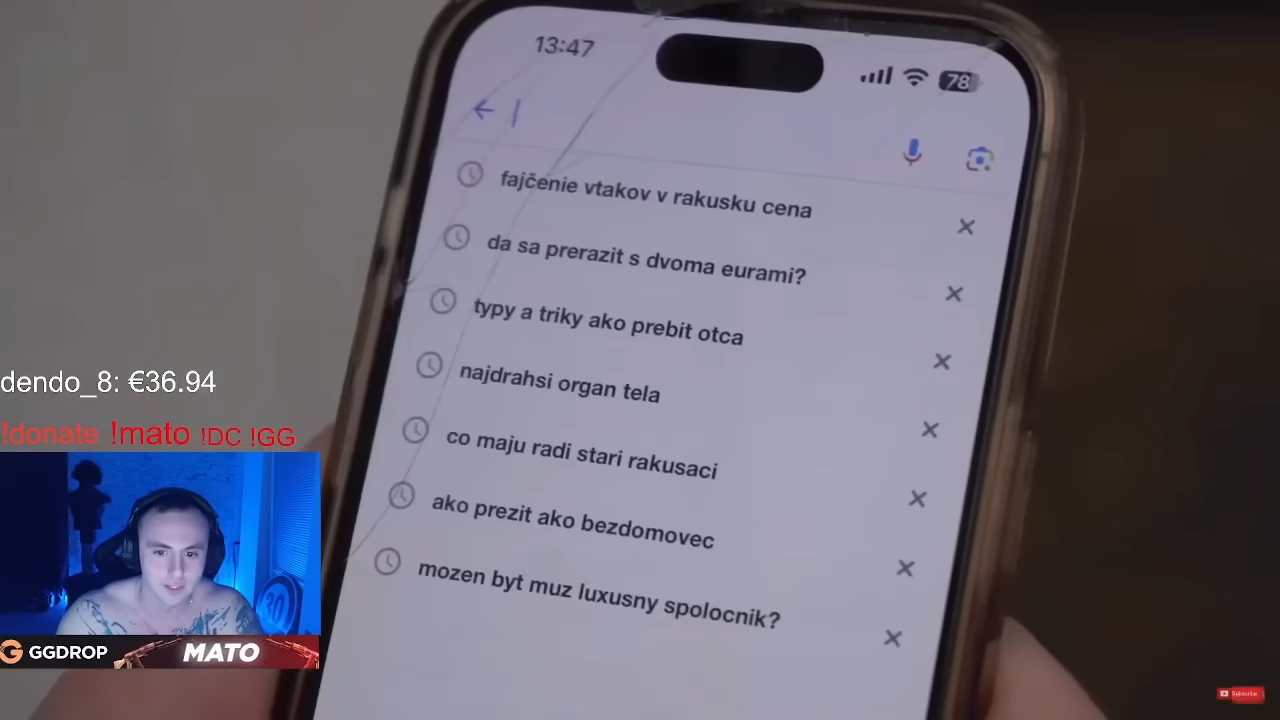 13:47
78
fajčenie vtakov v rakusku cena
da sa prerazit s dvoma eurami?
typy a triky ako prebit otca
najdrahsi organ tela
co maju radi stari rakusaci
ako prezit ako bezdomovec
mozen byt muz luxusny spolocnik?
dendo_8: €36.94
!donate !mato !DC !GG
30
GGDROP
MATO
Subscribe